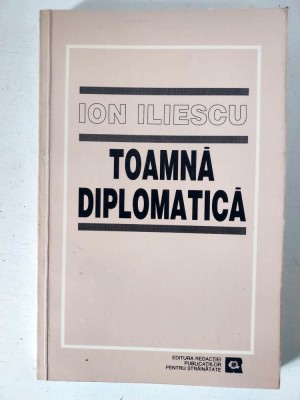 ION ILIESCU
TOAMNĂ
DIPLOMATICĂ
EDITURA REDACȚIEI
PUBLICAȚIILOR
PENTRU STRĂINĂTATE